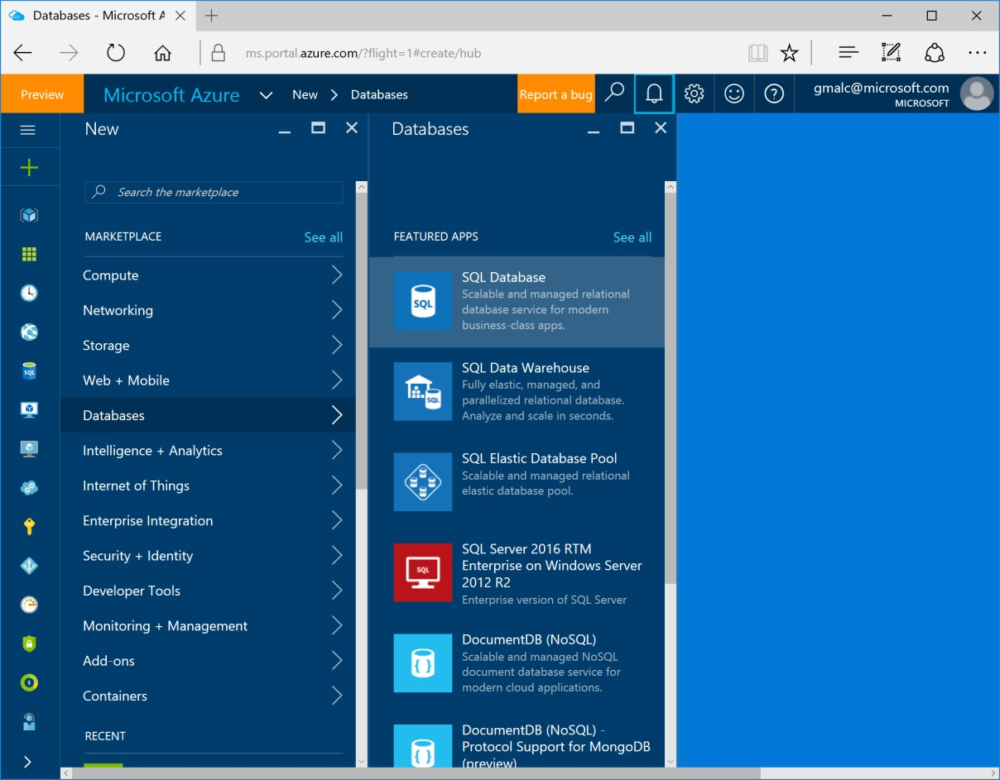 Databases - Microsoft A
ms.portal.azure.com/?flight=1#create/hub
Preview
Microsoft Azure
New
Databases
Report a bug
gmalc@microsoft.com
MICROSOFT
New
Search the marketplace
MARKETPLACE
See all
Compute
Networking
Storage
Web + Mobile
Databases
Intelligence + Analytics
Internet of Things
Enterprise Integration
Security + Identity
Developer Tools
Monitoring + Management
Add-ons
Containers
RECENT
SQL
Databases
FEATURED APPS
See all
SQL
SQL Database
Scalable and managed relational
database service for modern
business-class apps.
SQL
SQL Data Warehouse
Fully elastic, managed, and
parallelized relational database.
Analyze and scale in seconds.
SQL Elastic Database Pool
Scalable and managed relational
elastic database pool.
SQL
SQL Server 2016 RTM
Enterprise on Windows Server
2012 R2
Enterprise version of SQL Server
DocumentDB (NoSQL)
Scalable and managed NoSQL
document database service for
modern cloud applications.
DocumentDB (NoSQL) -
Protocol Support for MongoDB
(preview)